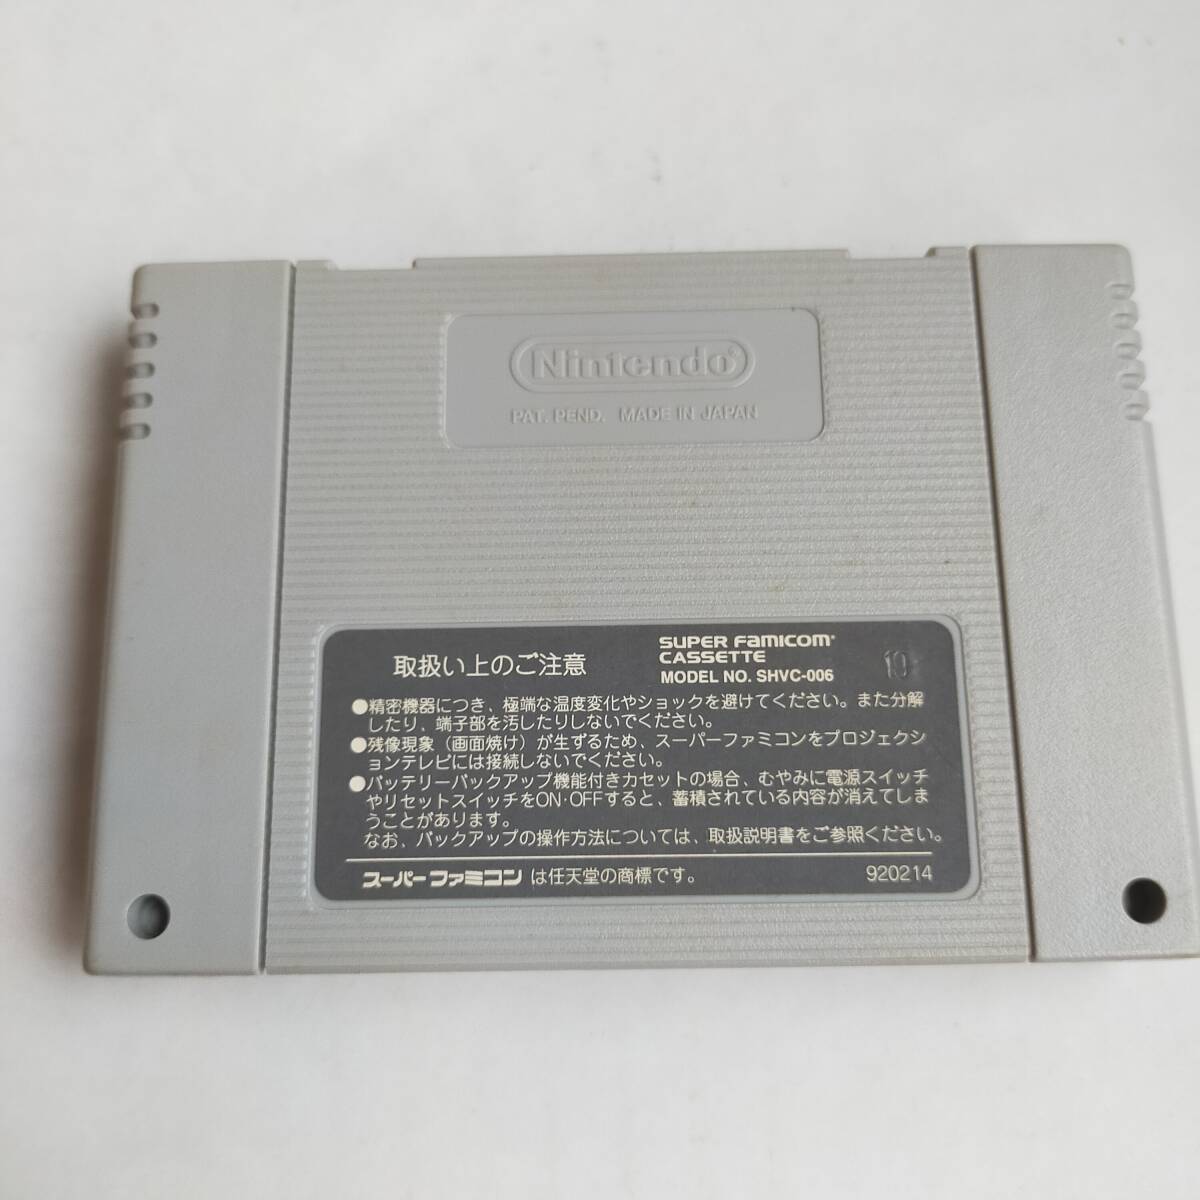 Nintendo®
PAT. PEND. MADE IN JAPAN
取扱い上のご注意
SUPER FAMICOM®
CASSETTE
MODEL NO. SHVC-006
10
●精密機器につき、極端な温度変化やショックを避けてください。また分解
したり、端子部を汚したりしないでください。
●残像現象（画面焼け）が生ずるため、スーパーファミコンをプロジェクシ
ョンテレビには接続しないでください。
●バッテリーバックアップ機能付きカセットの場合、むやみに電源スイッチ
やリセットスイッチをON·OFFすると、蓄積されている内容が消えてしま
うことがあります。
なお、バックアップの操作方法については、取扱説明書をご参照ください。
スーパーファミコンは任天堂の商標です。
920214